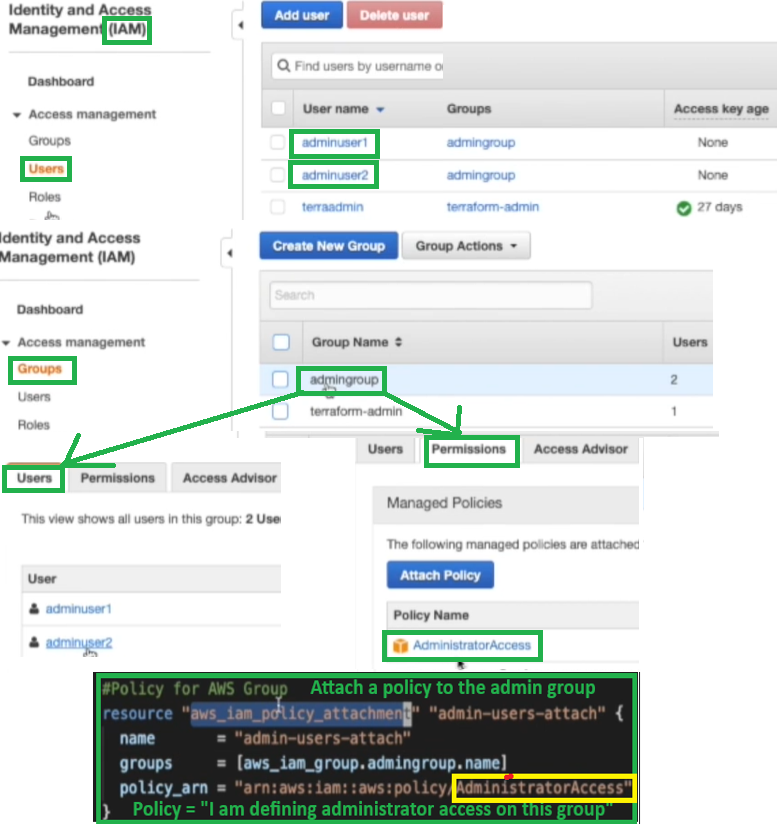 Identity and Access
Management (IAM)
Dashboard
Access management
Groups
Users
Roles
Add user
Delete user
Find users by username o
User name
Groups
Access key age
adminuser1
admingroup
None
adminuser2
admingroup
None
terraadmin
terraform-admin
27 days
Identity and Access
Management (IAM)
Dashboard
Access management
Groups
Users
Roles
Create New Group
Group Actions
Search
Group Name
Users
admingroup
2
terraform-admin
1
Users
Permissions
Access Advisor
This view shows all users in this group: 2 Use
User
adminuser1
adminuser2
Users
Permissions
Access Advisor
Managed Policies
The following managed policies are attached
Attach Policy
Policy Name
AdministratorAccess
#Policy for AWS Group Attach a policy to the admin group
resource "aws_iam_policy_attachment" "admin-users-attach" {
name = "admin-users-attach"
groups = [aws_iam_group.admingroup.name]
policy_arn = "arn:aws:iam::aws:policy/AdministratorAccess"
} Policy = "I am defining administrator access on this group"